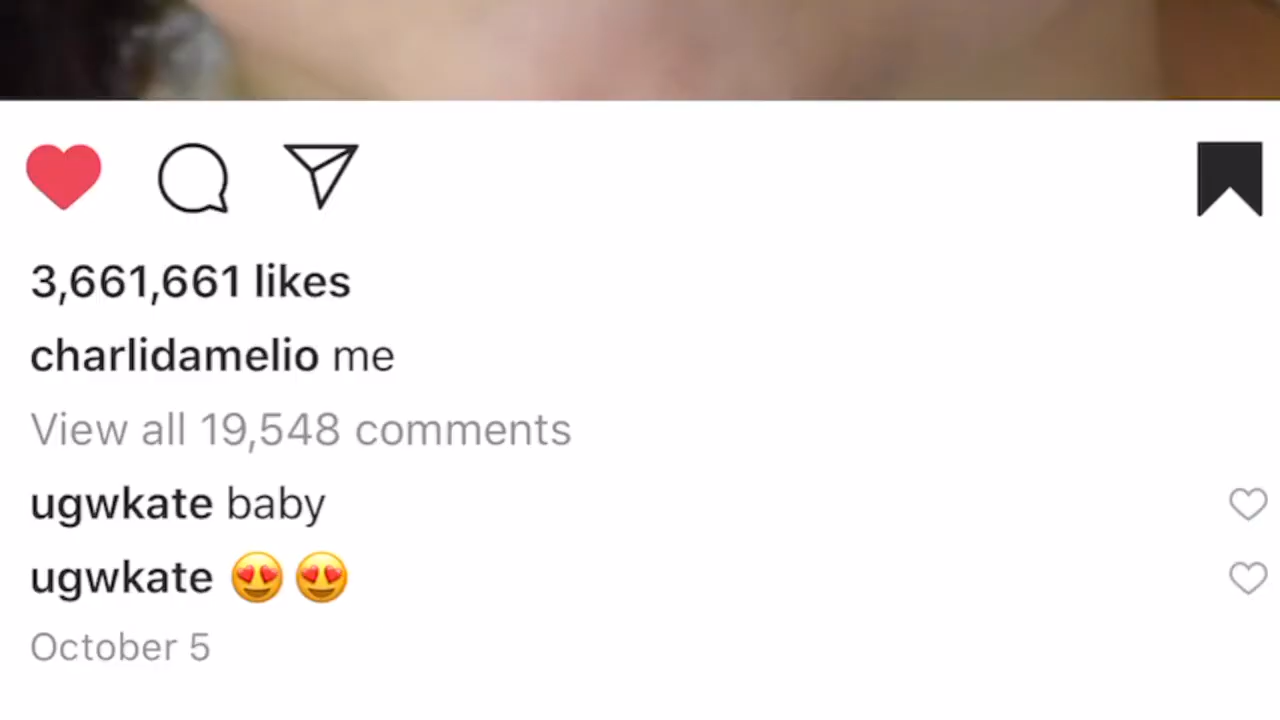 3,661,661 likes
charlidamelio me
View all 19,548 comments
ugwkate baby
ugwkate 😍 😍
October 5